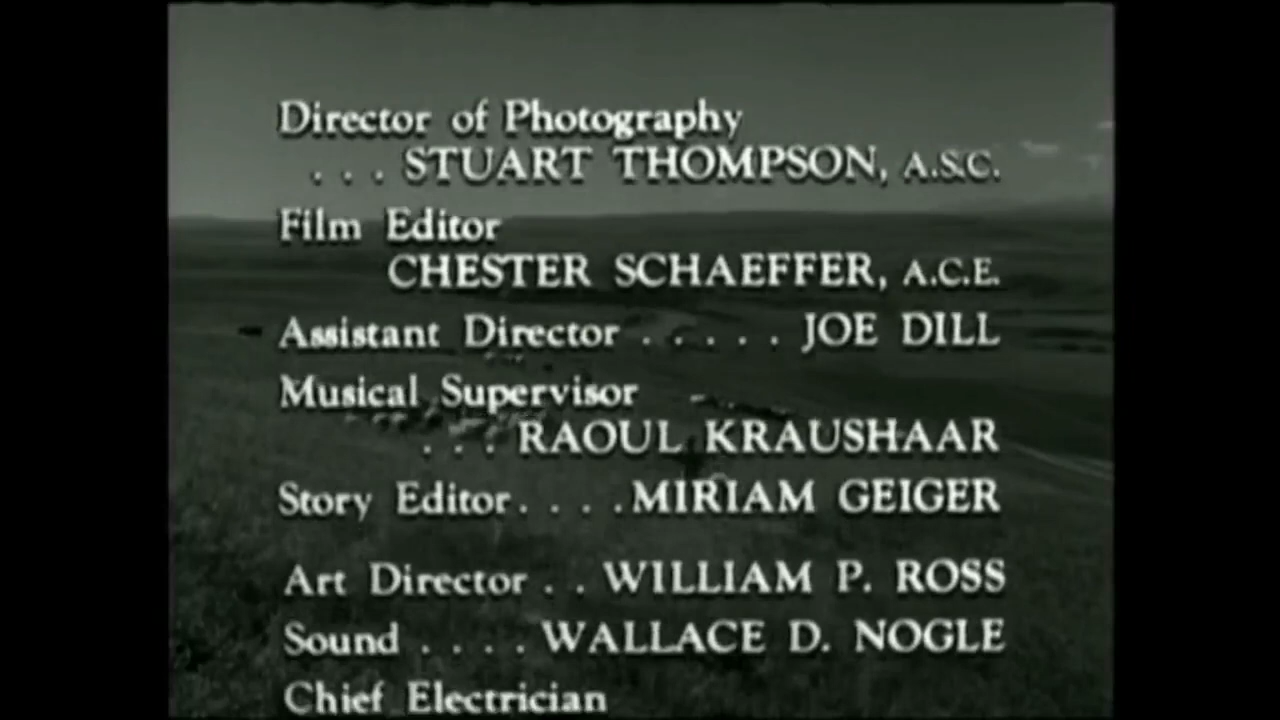 Director of Photography
. . . STUART THOMPSON, A.S.C.
Film Editor
CHESTER SCHAEFFER, A.C.E.
Assistant Director . . . . . JOE DILL
Musical Supervisor
. . . RAOUL KRAUSHAAR
Story Editor. . . . .MIRIAM GEIGER
Art Director . . WILLIAM P. ROSS
Sound . . . . WALLACE D. NOGLE
Chief Electrician